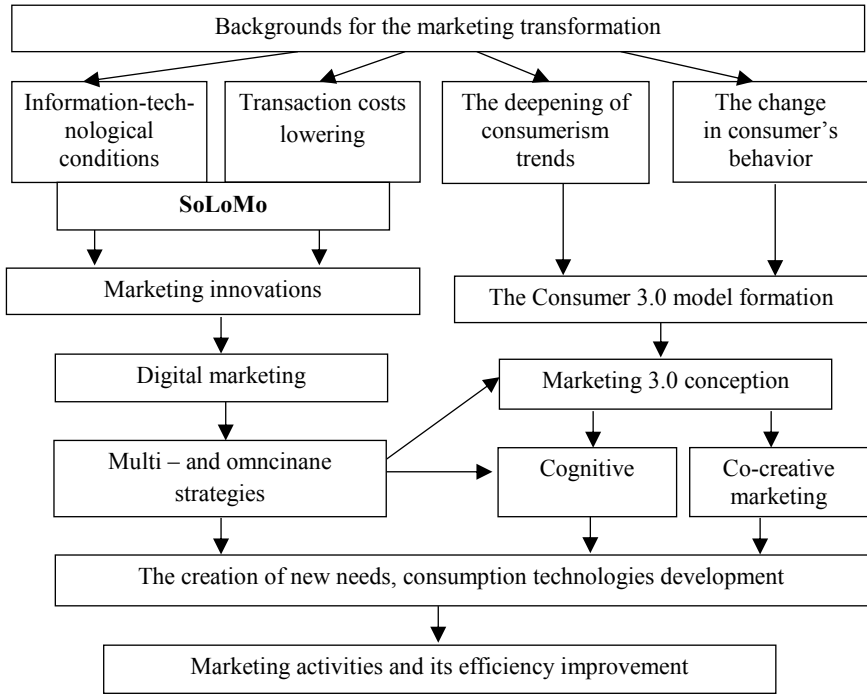 Backgrounds for the marketing transformation
Information-tech-
nological
conditions
Transaction costs
lowering
The deepening of
consumerism
trends
The change
in consumer’s
behavior
SoLoMo
Marketing innovations
The Consumer 3.0 model formation
Digital marketing
Marketing 3.0 conception
Multi – and omncinane
strategies
Cognitive
Co-creative
marketing
The creation of new needs, consumption technologies development
Marketing activities and its efficiency improvement